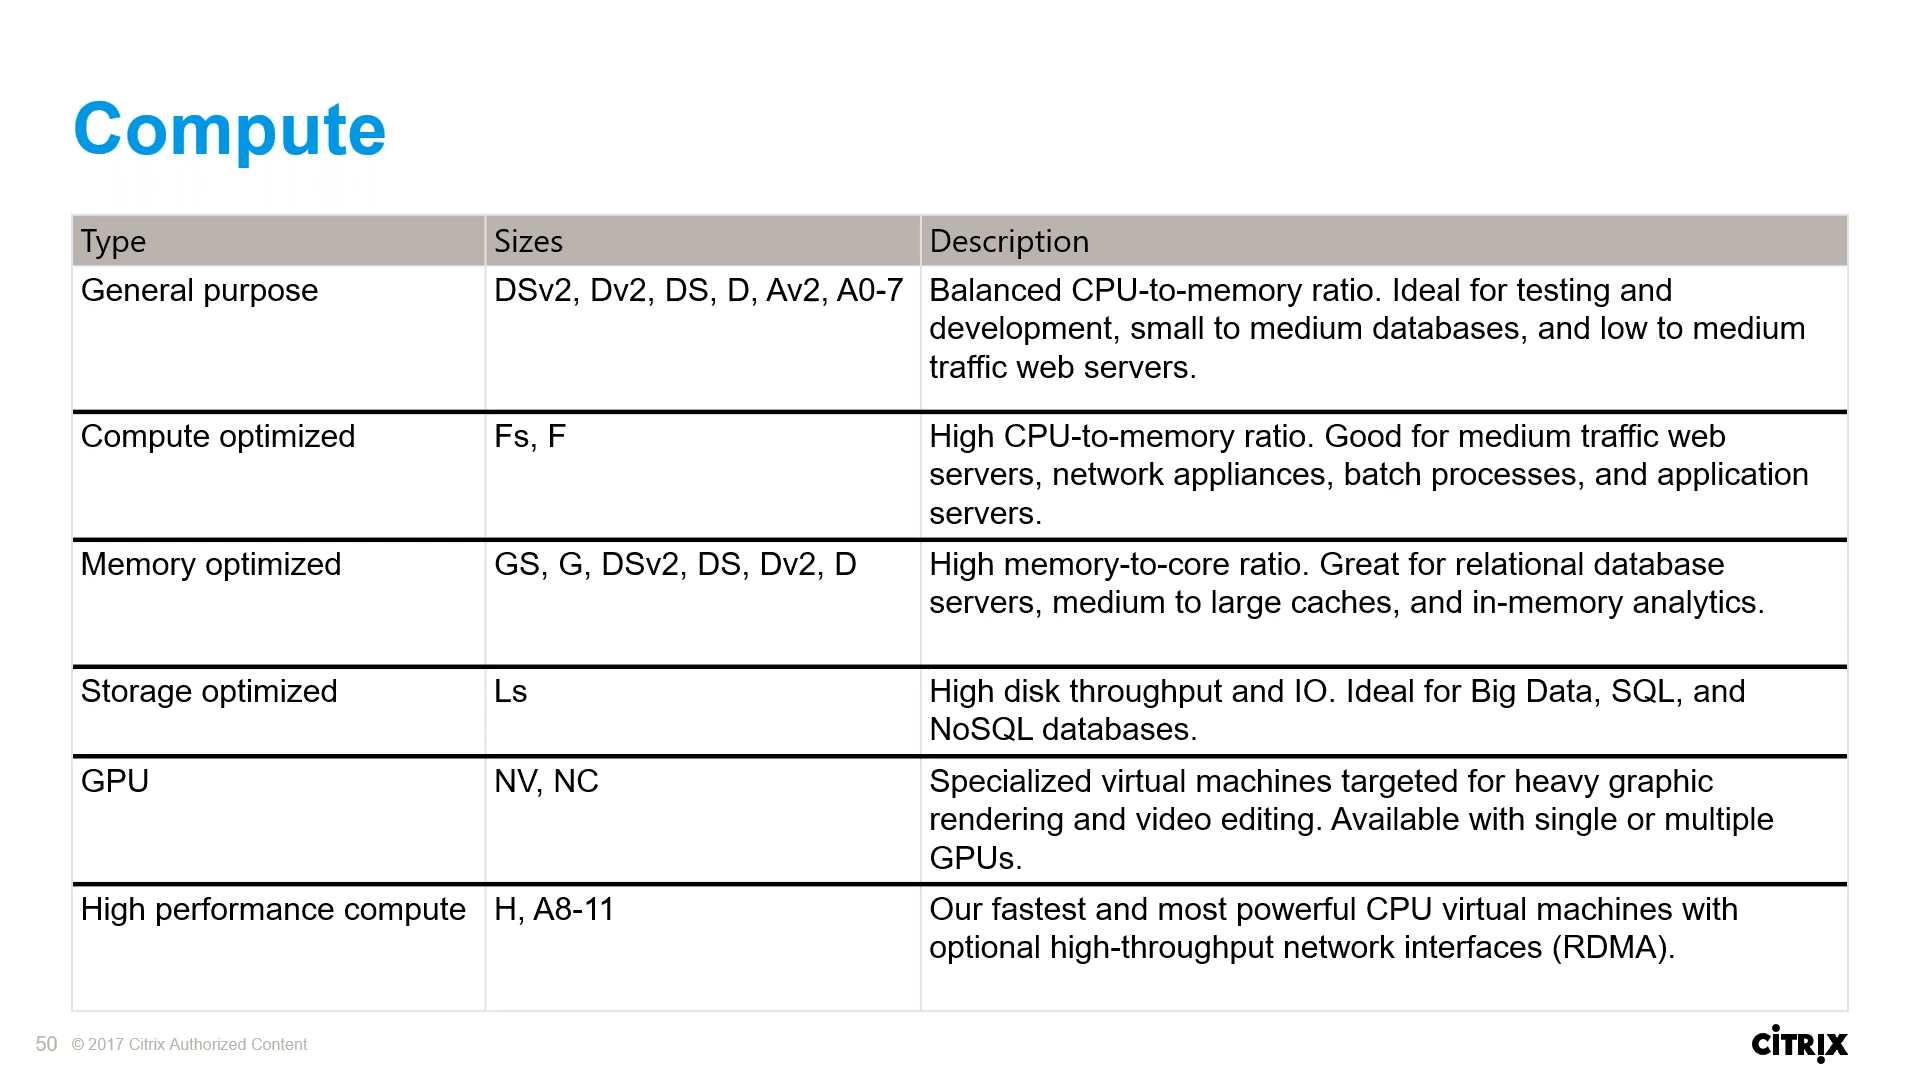 Compute
Type Sizes Description
General purpose DSv2, Dv2, DS, D, Av2, A0-7 Balanced CPU-to-memory ratio. Ideal for testing and
development, small to medium databases, and low to medium
traffic web servers.
Compute optimized Fs, F High CPU-to-memory ratio. Good for medium traffic web
servers, network appliances, batch processes, and application
servers.
Memory optimized GS, G, DSv2, DS, Dv2, D High memory-to-core ratio. Great for relational database
servers, medium to large caches, and in-memory analytics.
Storage optimized Ls High disk throughput and IO. Ideal for Big Data, SQL, and
NoSQL databases.
GPU NV, NC Specialized virtual machines targeted for heavy graphic
rendering and video editing. Available with single or multiple
GPUs.
High performance compute H, A8-11 Our fastest and most powerful CPU virtual machines with
optional high-throughput network interfaces (RDMA).
50 © 2017 Citrix Authorized Content
CITRIX